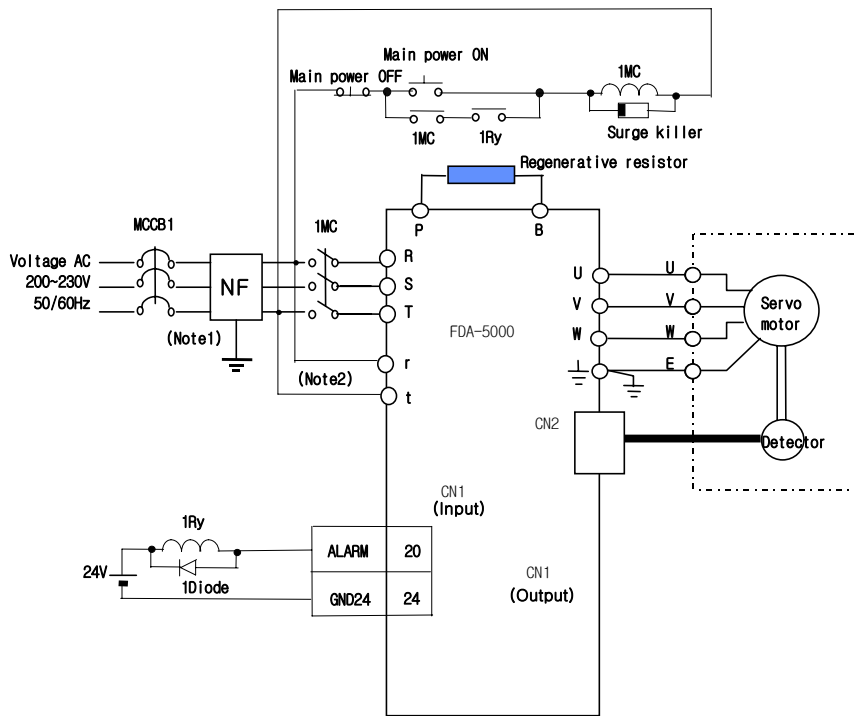 Main power ON
Main power OFF
1MC
1MC
1Ry
Surge killer
Regenerative resistor
P
B
MCCB1
1MC
Voltage AC
200~230V
50/60Hz
NF
(Note1)
R
S
T
(Note2)
r
t
FDA-5000
U
V
W
U
V
W
E
Servo
motor
CN2
Detector
CN1
(Input)
1Ry
24V
1Diode
ALARM
20
GND24
24
CN1
(Output)